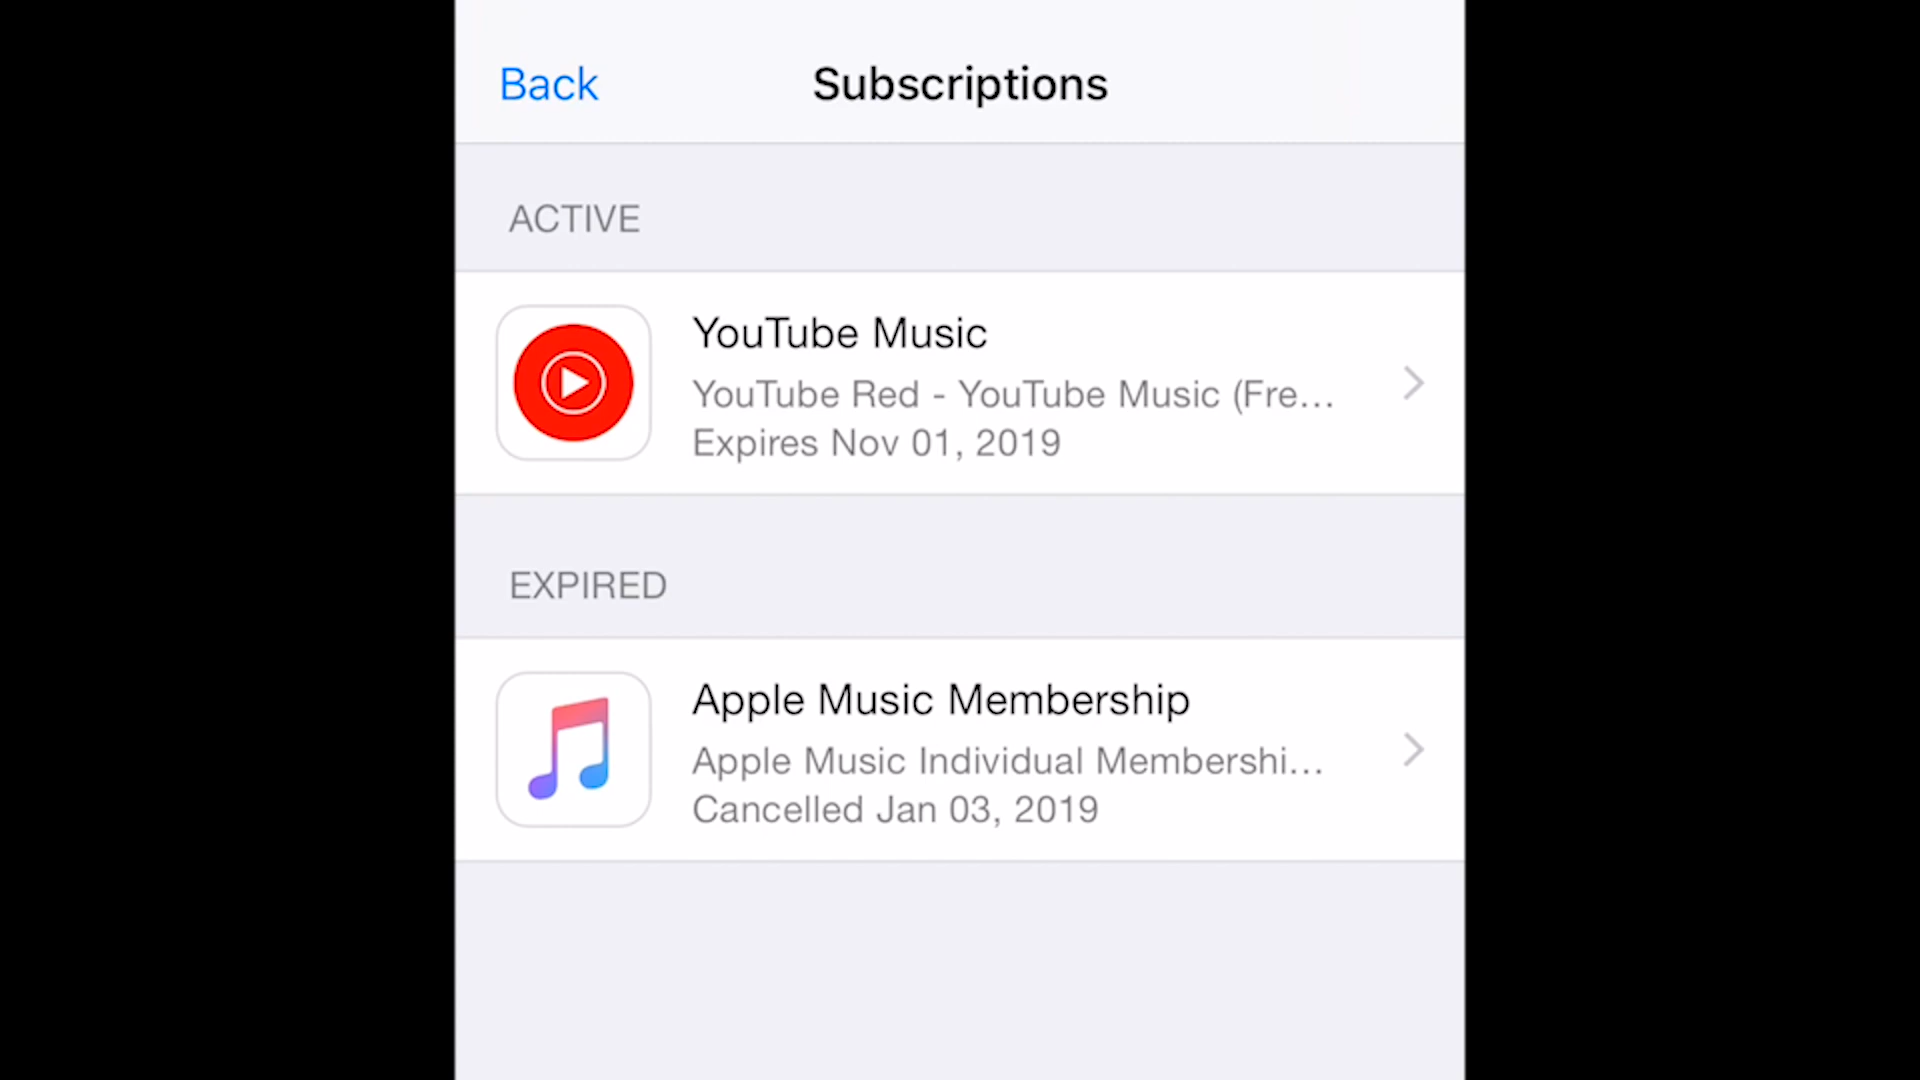 Back
Subscriptions
ACTIVE
YouTube Music
YouTube Red - YouTube Music (Fre...
Expires Nov 01, 2019
EXPIRED
Apple Music Membership
Apple Music Individual Membershi...
Cancelled Jan 03, 2019